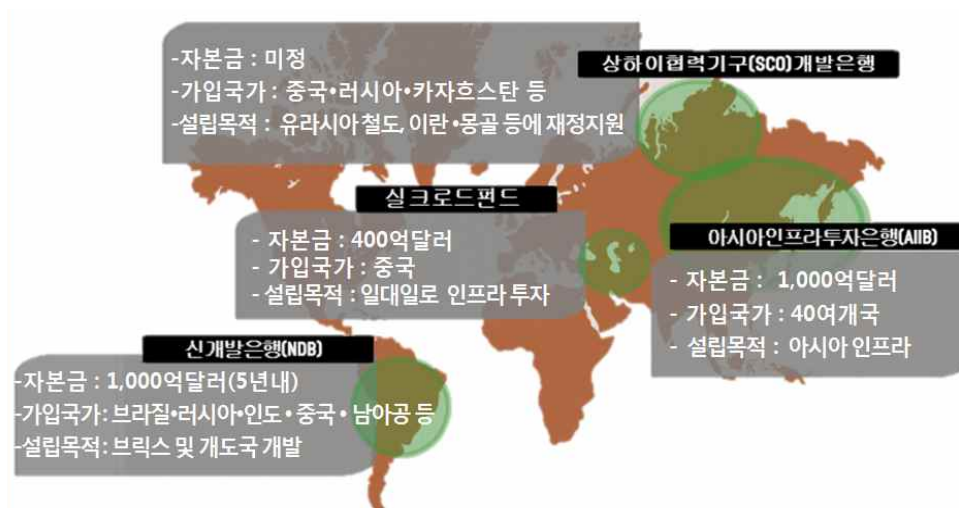 상하이협력기구(SCO)개발은행
-자본금 : 미정
-가입국가 : 중국•러시아•카자흐스탄 등
-설립목적 : 유라시아 철도, 이란•몽골 등에 재정지원
실크로드펀드
- 자본금 : 400억달러
- 가입국가 : 중국
- 설립목적 : 일대일로 인프라 투자
아시아인프라투자은행(AIIB)
- 자본금 : 1,000억달러
- 가입국가 : 40여개국
- 설립목적 : 아시아 인프라
신개발은행(NDB)
-자본금 : 1,000억달러(5년내)
-가입국가: 브라질•러시아•인도 • 중국 • 남아공 등
-설립목적: 브릭스 및 개도국 개발